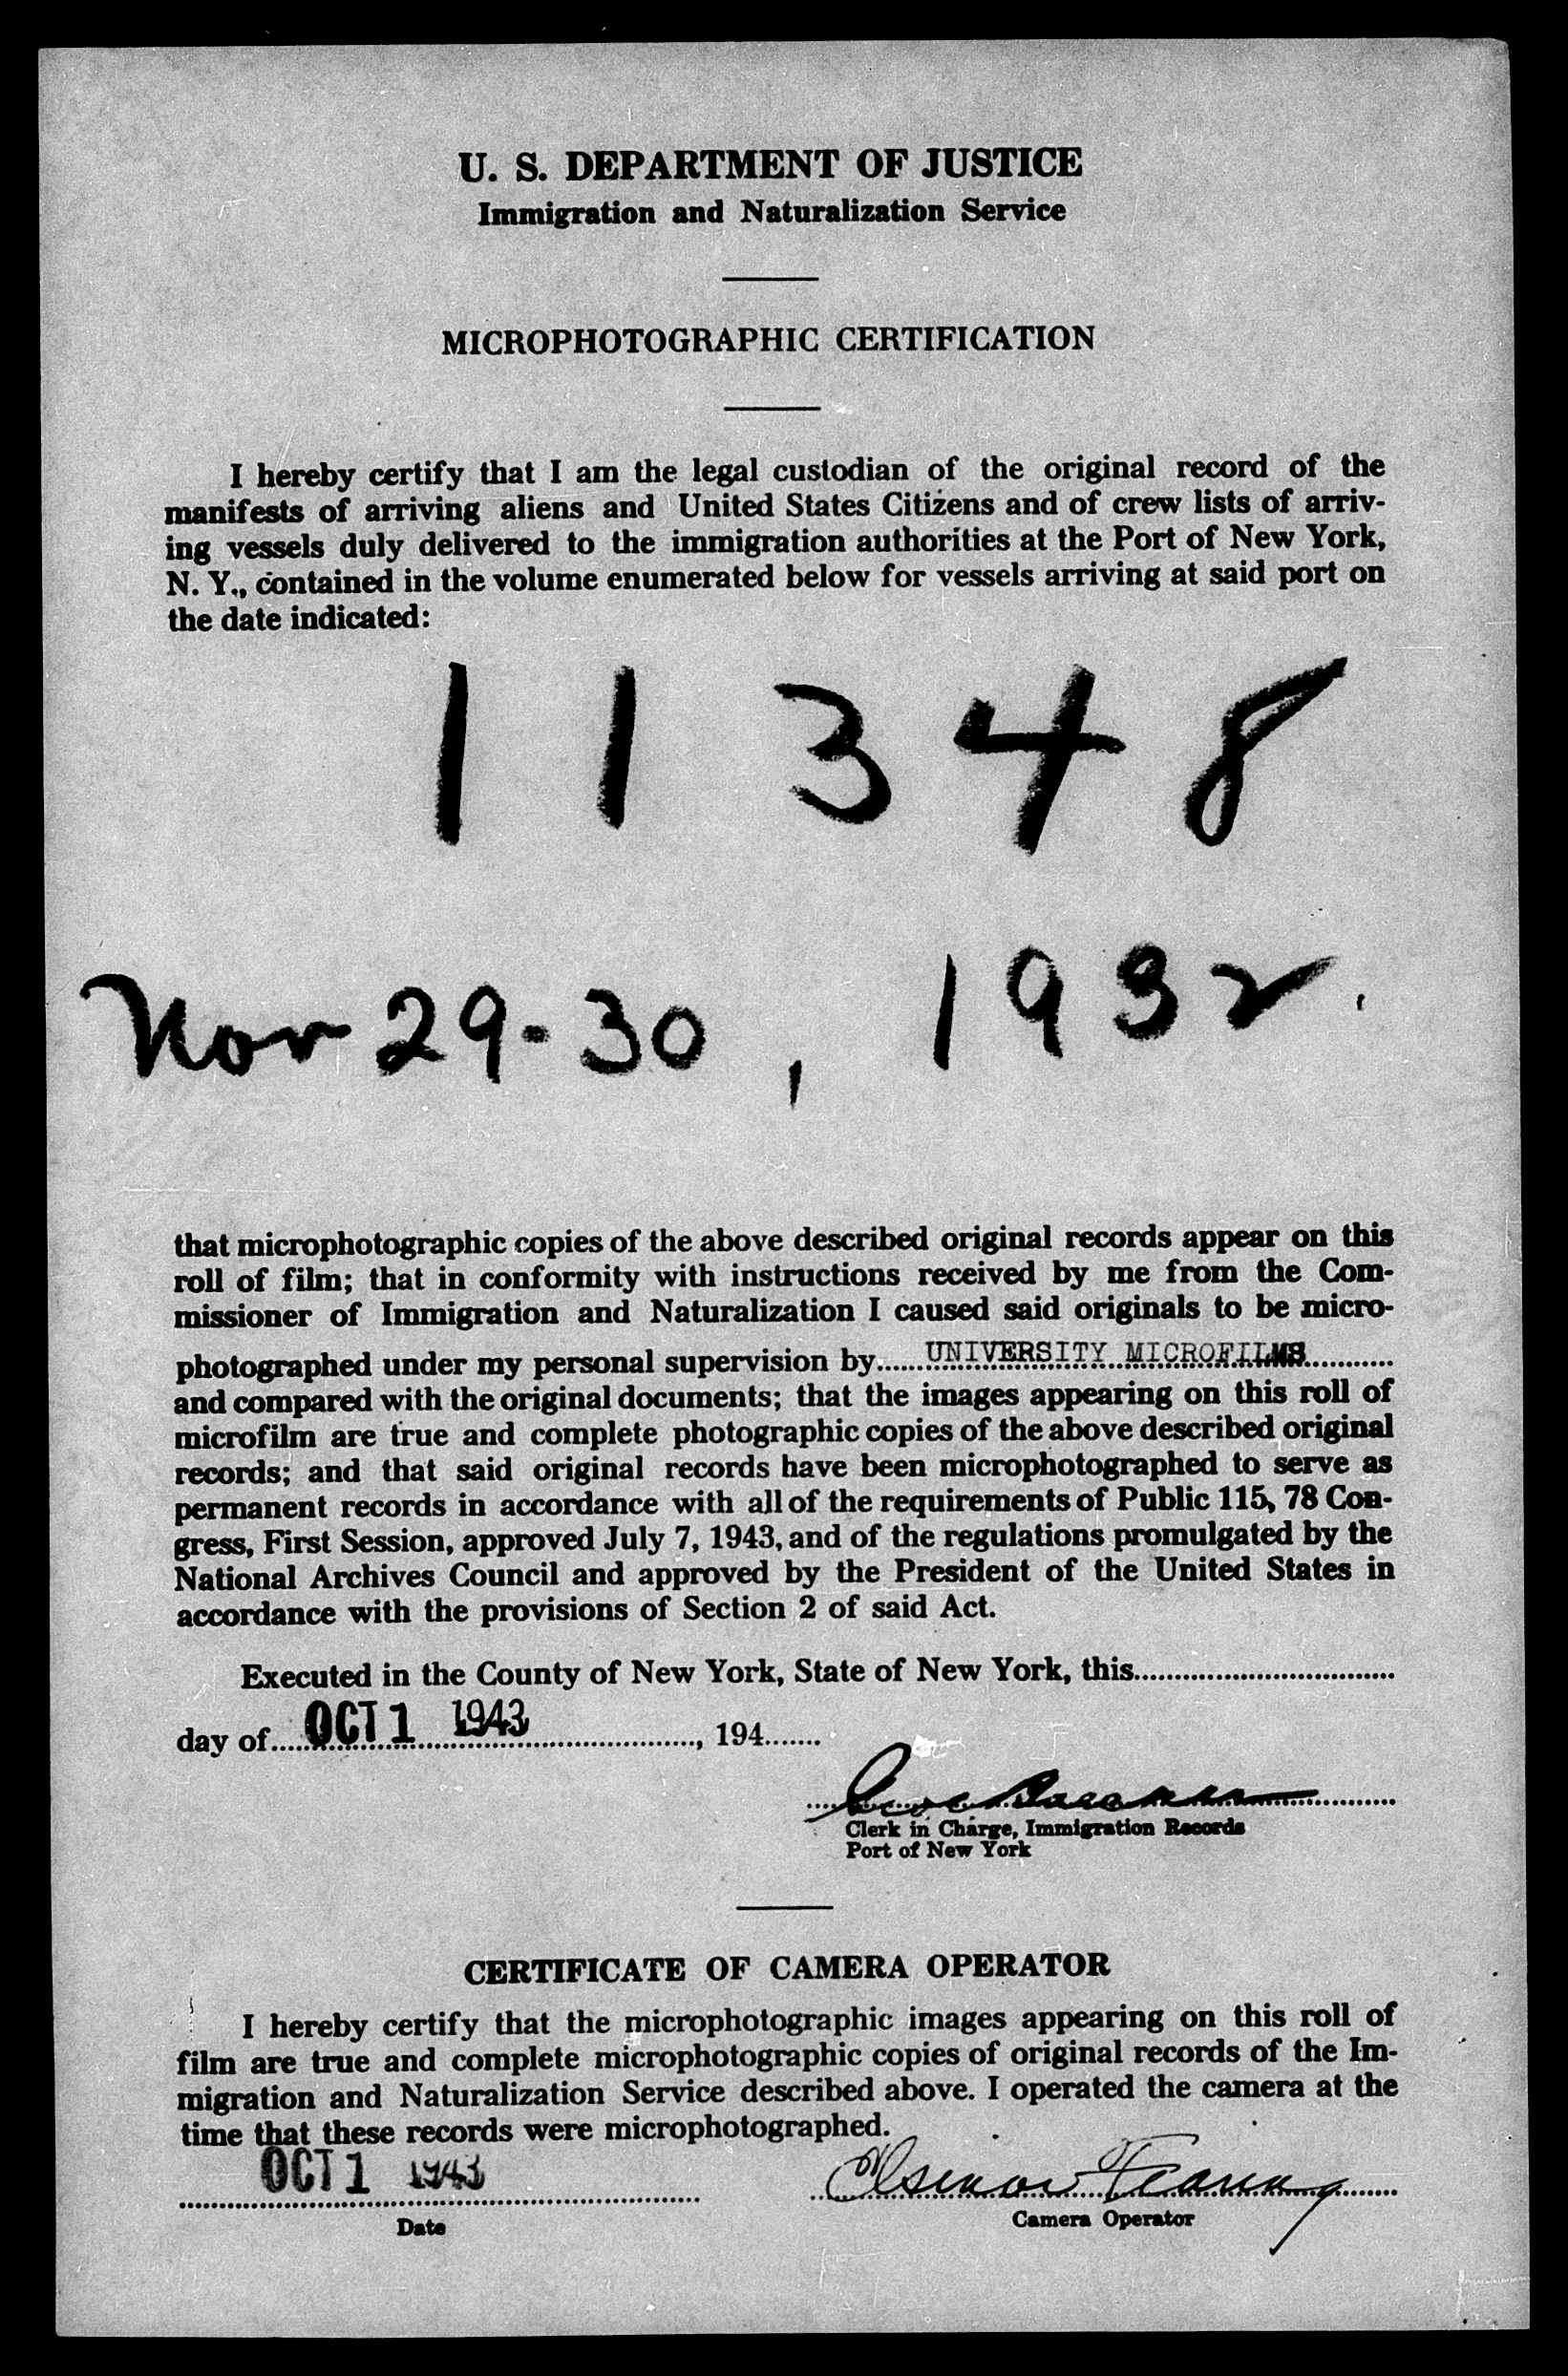 U. S. DEPARTMENT OF JUSTICE
Immigration and Naturalization Service
MICROPHOTOGRAPHIC CERTIFICATION
I hereby certify that I am the legal custodian of the original record of the
manifests of arriving aliens and United States Citizens and of crew lists of arriv-
ing vessels duly delivered to the immigration authorities at the Port of New York,
N. Y., contained in the volume enumerated below for vessels arriving at said port on
the date indicated:
11348
Nov 29-30, 1932.
that microphotographic copies of the above described original records appear on this
roll of film; that in conformity with instructions received by me from the Com-
missioner of Immigration and Naturalization I caused said originals to be micro-
photographed under my personal supervision by......UNIVERSITY MICROFILMS............
and compared with the original documents; that the images appearing on this roll of
microfilm are true and complete photographic copies of the above described original
records; and that said original records have been microphotographed to serve as
permanent records in accordance with all of the requirements of Public 115, 78 Con-
gress, First Session, approved July 7, 1943, and of the regulations promulgated by the
National Archives Council and approved by the President of the United States in
accordance with the provisions of Section 2 of said Act.
Executed in the County of New York, State of New York, this................................
day of.....OCT 1 1943..................................., 194.......
Clerk in Charge, Immigration Records
Port of New York
CERTIFICATE OF CAMERA OPERATOR
I hereby certify that the microphotographic images appearing on this roll of
film are true and complete microphotographic copies of original records of the Im-
migration and Naturalization Service described above. I operated the camera at the
time that these records were microphotographed.
OCT 1 1943
Date
Camera Operator